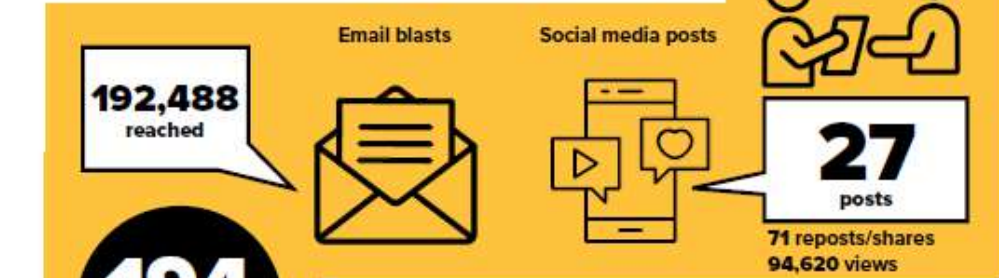 Email blasts
Social media posts
192,488
reached
27
posts
71 reposts/shares
94,620 views